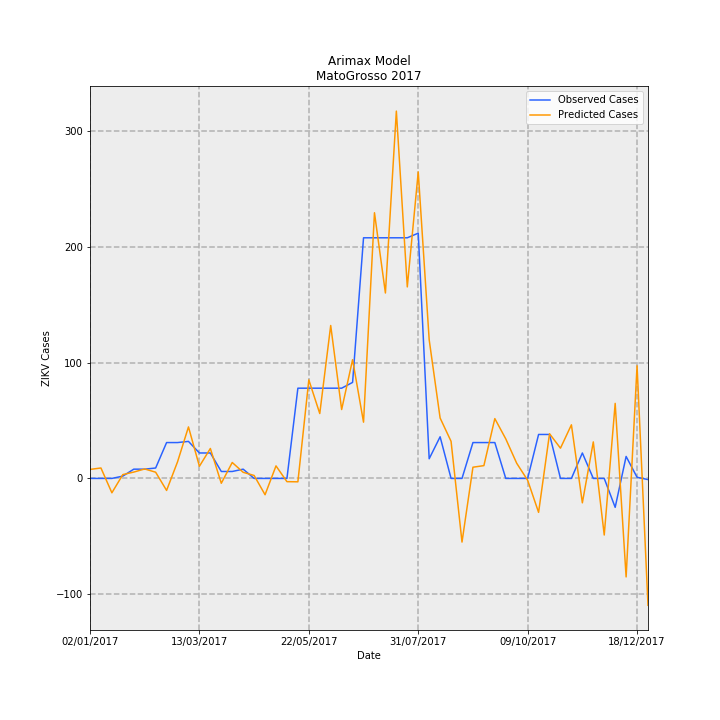 Arimax Model
MatoGrosso 2017
Observed Cases
Predicted Cases
300
200
100
0
−100
ZIKV Cases
02/01/2017
13/03/2017
22/05/2017
31/07/2017
09/10/2017
18/12/2017
Date